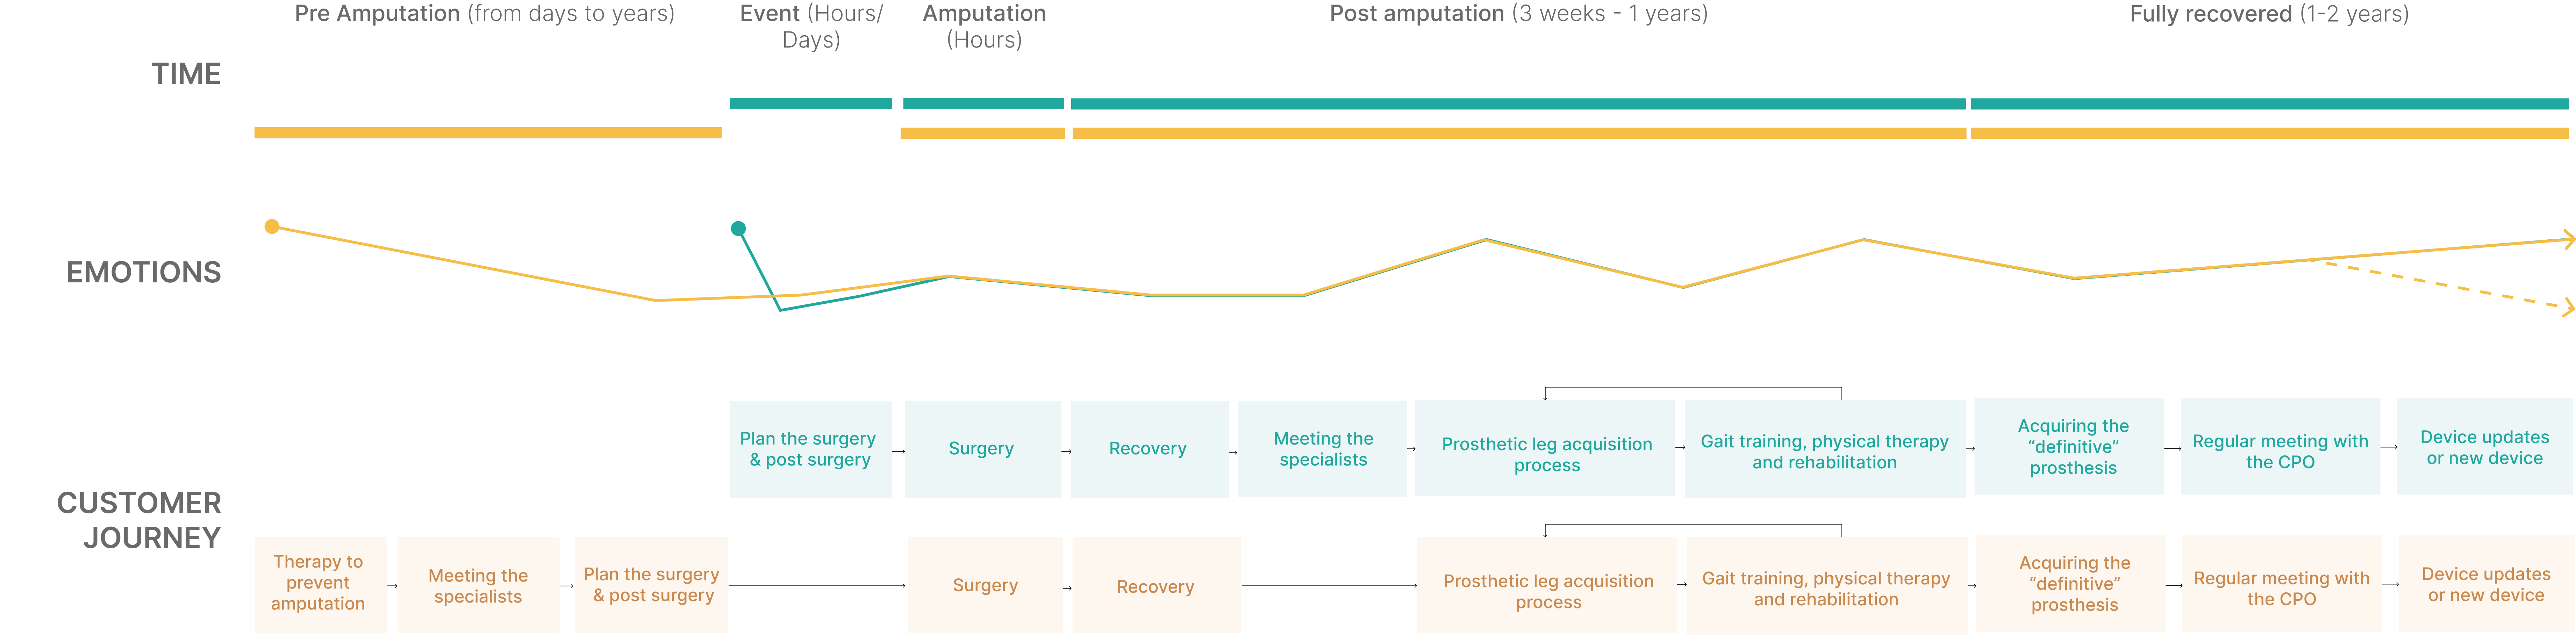 Pre Amputation (from days to years)
Event (Hours/
Days)
Amputation
(Hours)
Post amputation (3 weeks - 1 years)
Fully recovered (1-2 years)
TIME
EMOTIONS
CUSTOMER
JOURNEY
Plan the surgery
& post surgery
Surgery
Recovery
Meeting the
specialists
Prosthetic leg acquisition
process
Gait training, physical therapy
and rehabilitation
Acquiring the
“definitive”
prosthesis
Regular meeting with
the CPO
Device updates
or new device
Therapy to
prevent
amputation
Meeting the
specialists
Plan the surgery
& post surgery
Surgery
Recovery
Prosthetic leg acquisition
process
Gait training, physical therapy
and rehabilitation
Acquiring the
“definitive”
prosthesis
Regular meeting with
the CPO
Device updates
or new device